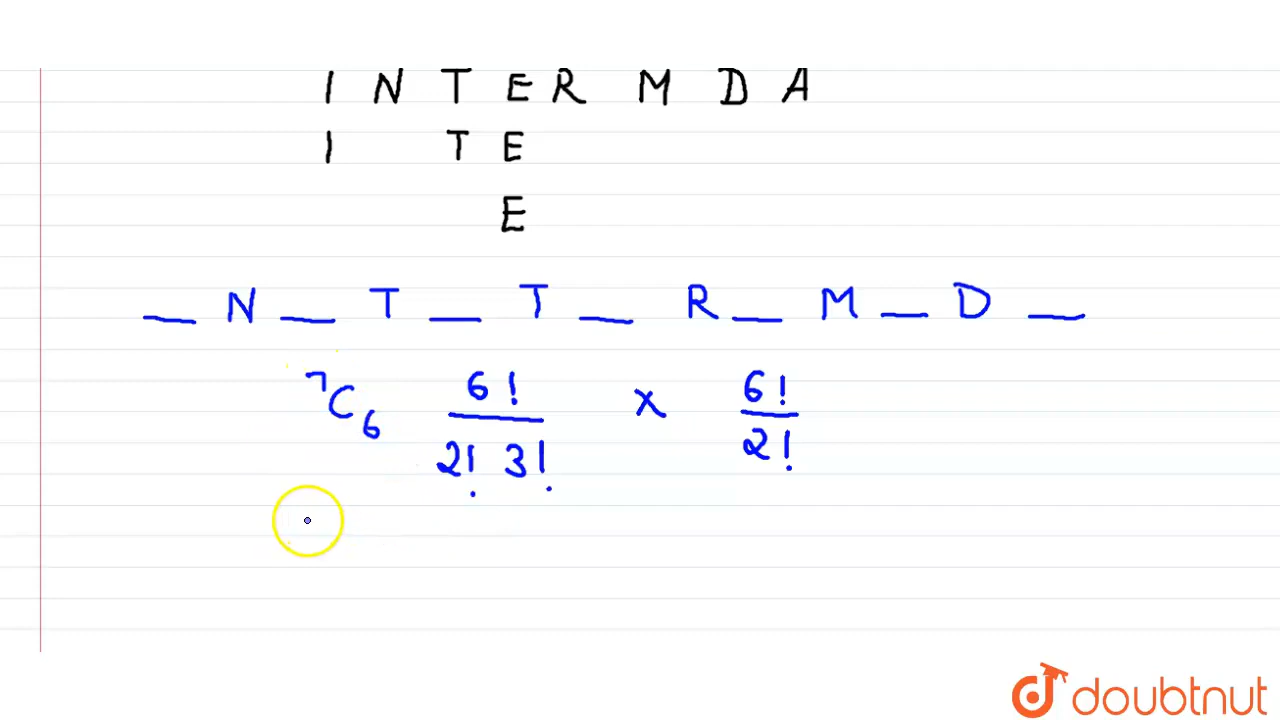 I N T E R M D A
I T E
E
_ N _ T _ T _ R _ M _ D _
⁷C₆ 6!/2! 3! x 6!/2!
doubtnut